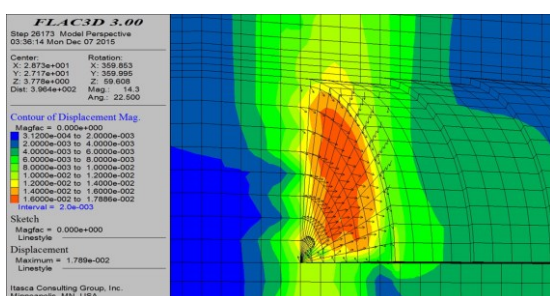 FLAC3D 3.00
Step 26173 Model Perspective
03:36:14 Mon Dec 07 2015
Center:
X: 2.873e+001
Y: 2.717e+001
Z: 3.778e+000
Dist: 3.964e+002
Rotation:
X: 359.853
Y: 359.995
Z: 59.608
Mag.: 14.3
Ang.: 22.500
Contour of Displacement Mag.
Magfac = 0.000e+000
3.1200e-004 to 2.0000e-003
2.0000e-003 to 4.0000e-003
4.0000e-003 to 6.0000e-003
6.0000e-003 to 8.0000e-003
8.0000e-003 to 1.0000e-002
1.0000e-002 to 1.2000e-002
1.2000e-002 to 1.4000e-002
1.4000e-002 to 1.6000e-002
1.6000e-002 to 1.7886e-002
Interval = 2.0e-003
Sketch
Magfac = 0.000e+000
Linestyle
Displacement
Maximum = 1.789e-002
Linestyle
Itasca Consulting Group, Inc.
Minneapolis, MN USA